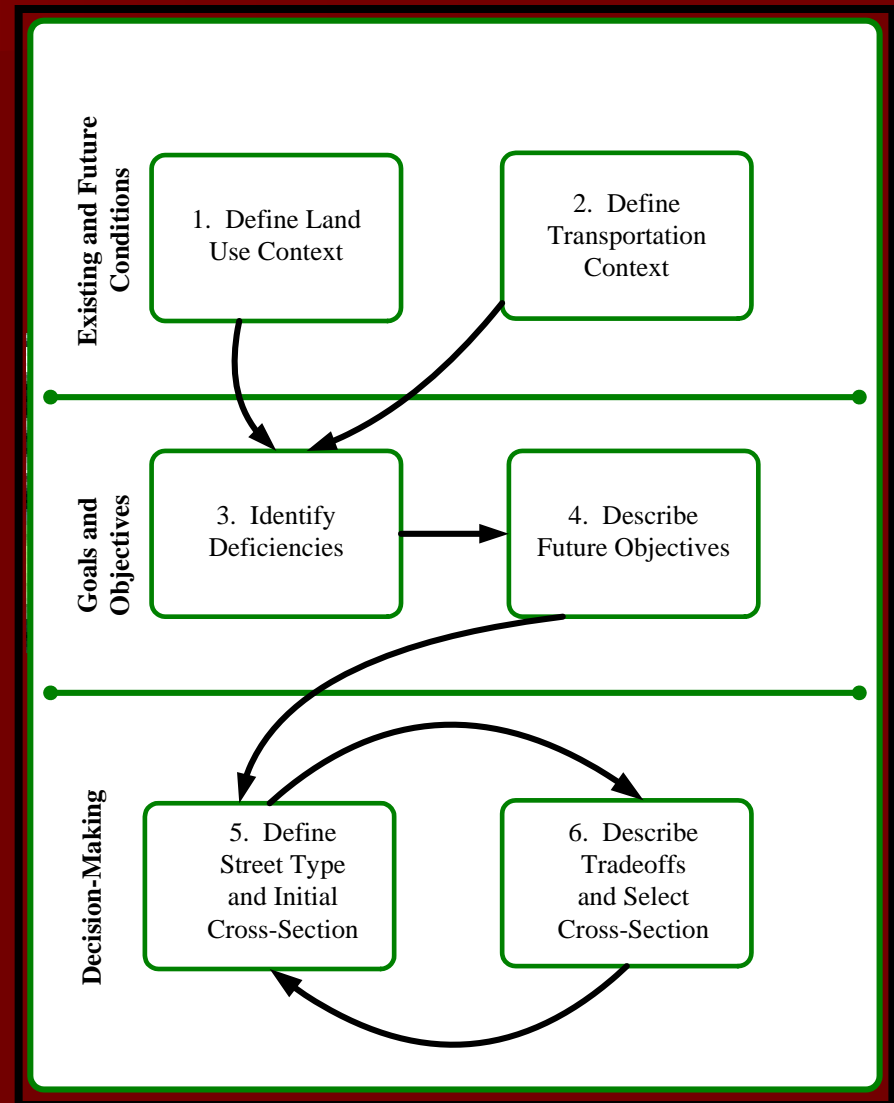 Existing and Future
Conditions
1. Define Land
Use Context
2. Define
Transportation
Context
Goals and
Objectives
3. Identify
Deficiencies
4. Describe
Future Objectives
Decision-Making
5. Define
Street Type
and Initial
Cross-Section
6. Describe
Tradeoffs
and Select
Cross-Section